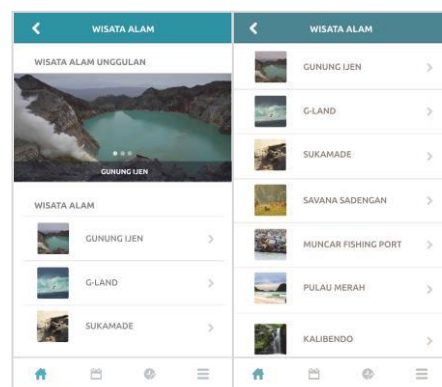 WISATA ALAM
WISATA ALAM UNGGULAN
GUNUNG IJEN
WISATA ALAM
GUNUNG IJEN
G-LAND
SUKAMADE
WISATA ALAM
GUNUNG IJEN
G-LAND
SUKAMADE
SAVANA SADENGAN
MUNCAR FISHING PORT
PULAU MERAH
KALIBENDO